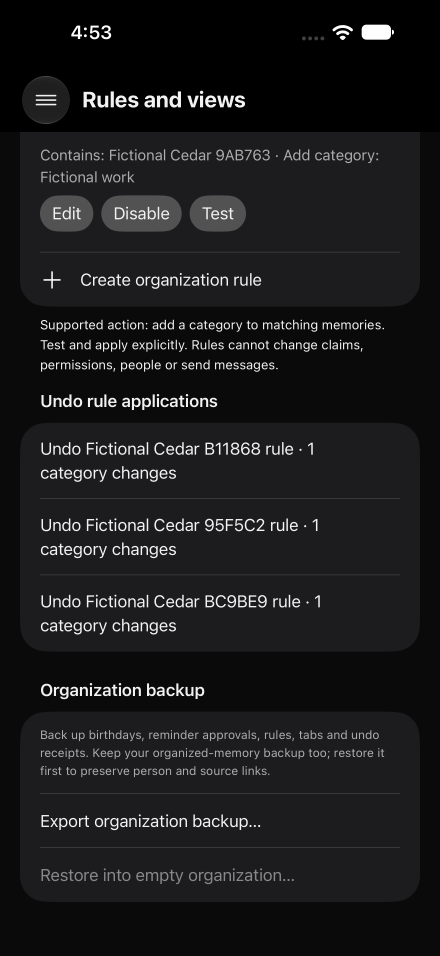 4:53
Rules and views
Contains: Fictional Cedar 9AB763 · Add category:
Fictional work
Edit
Disable
Test
Create organization rule
Supported action: add a category to matching memories.
Test and apply explicitly. Rules cannot change claims,
permissions, people or send messages.
Undo rule applications
Undo Fictional Cedar B11868 rule · 1
category changes
Undo Fictional Cedar 95F5C2 rule · 1
category changes
Undo Fictional Cedar BC9BE9 rule · 1
category changes
Organization backup
Back up birthdays, reminder approvals, rules, tabs and undo
receipts. Keep your organized-memory backup too; restore it
first to preserve person and source links.
Export organization backup...
Restore into empty organization...